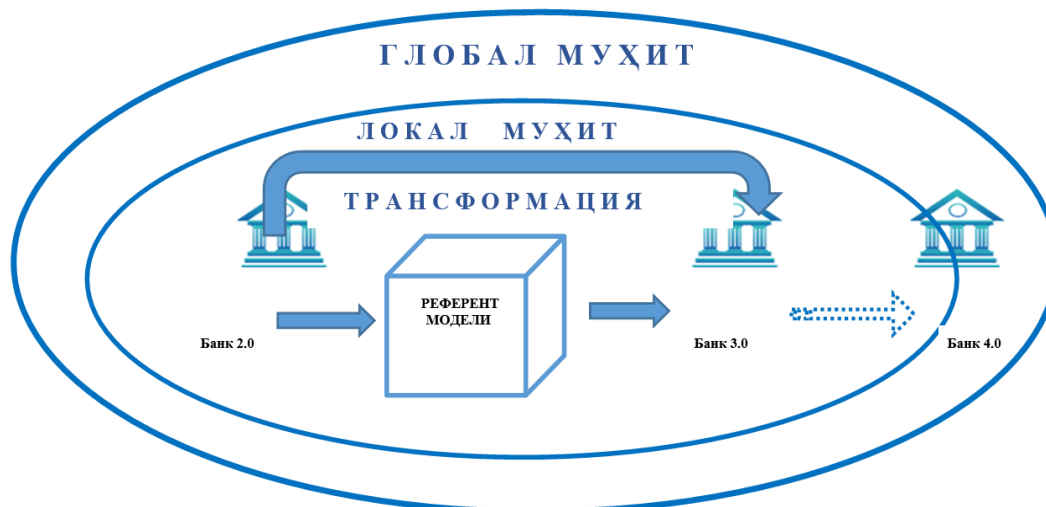 ГЛОБАЛ МУҲИТ
ЛОКАЛ МУҲИТ
ТРАНСФОРМАЦИЯ
РЕФЕРЕНТ
МОДЕЛИ
Банк 2.0
Банк 3.0
Банк 4.0